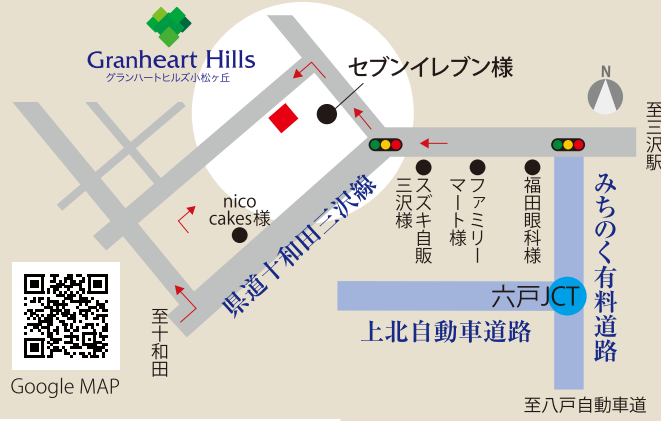 Granheart Hills
グランハートヒルズ小松ヶ丘
セブンイレブン様
N
至三沢駅
nico
cakes様
スズキ自販
三沢様
ファミリー
マート様
福田眼科様
みちのく有料道路
県道十和田三沢線
六戸JCT
上北自動車道路
至十和田
Google MAP
至八戸自動車道